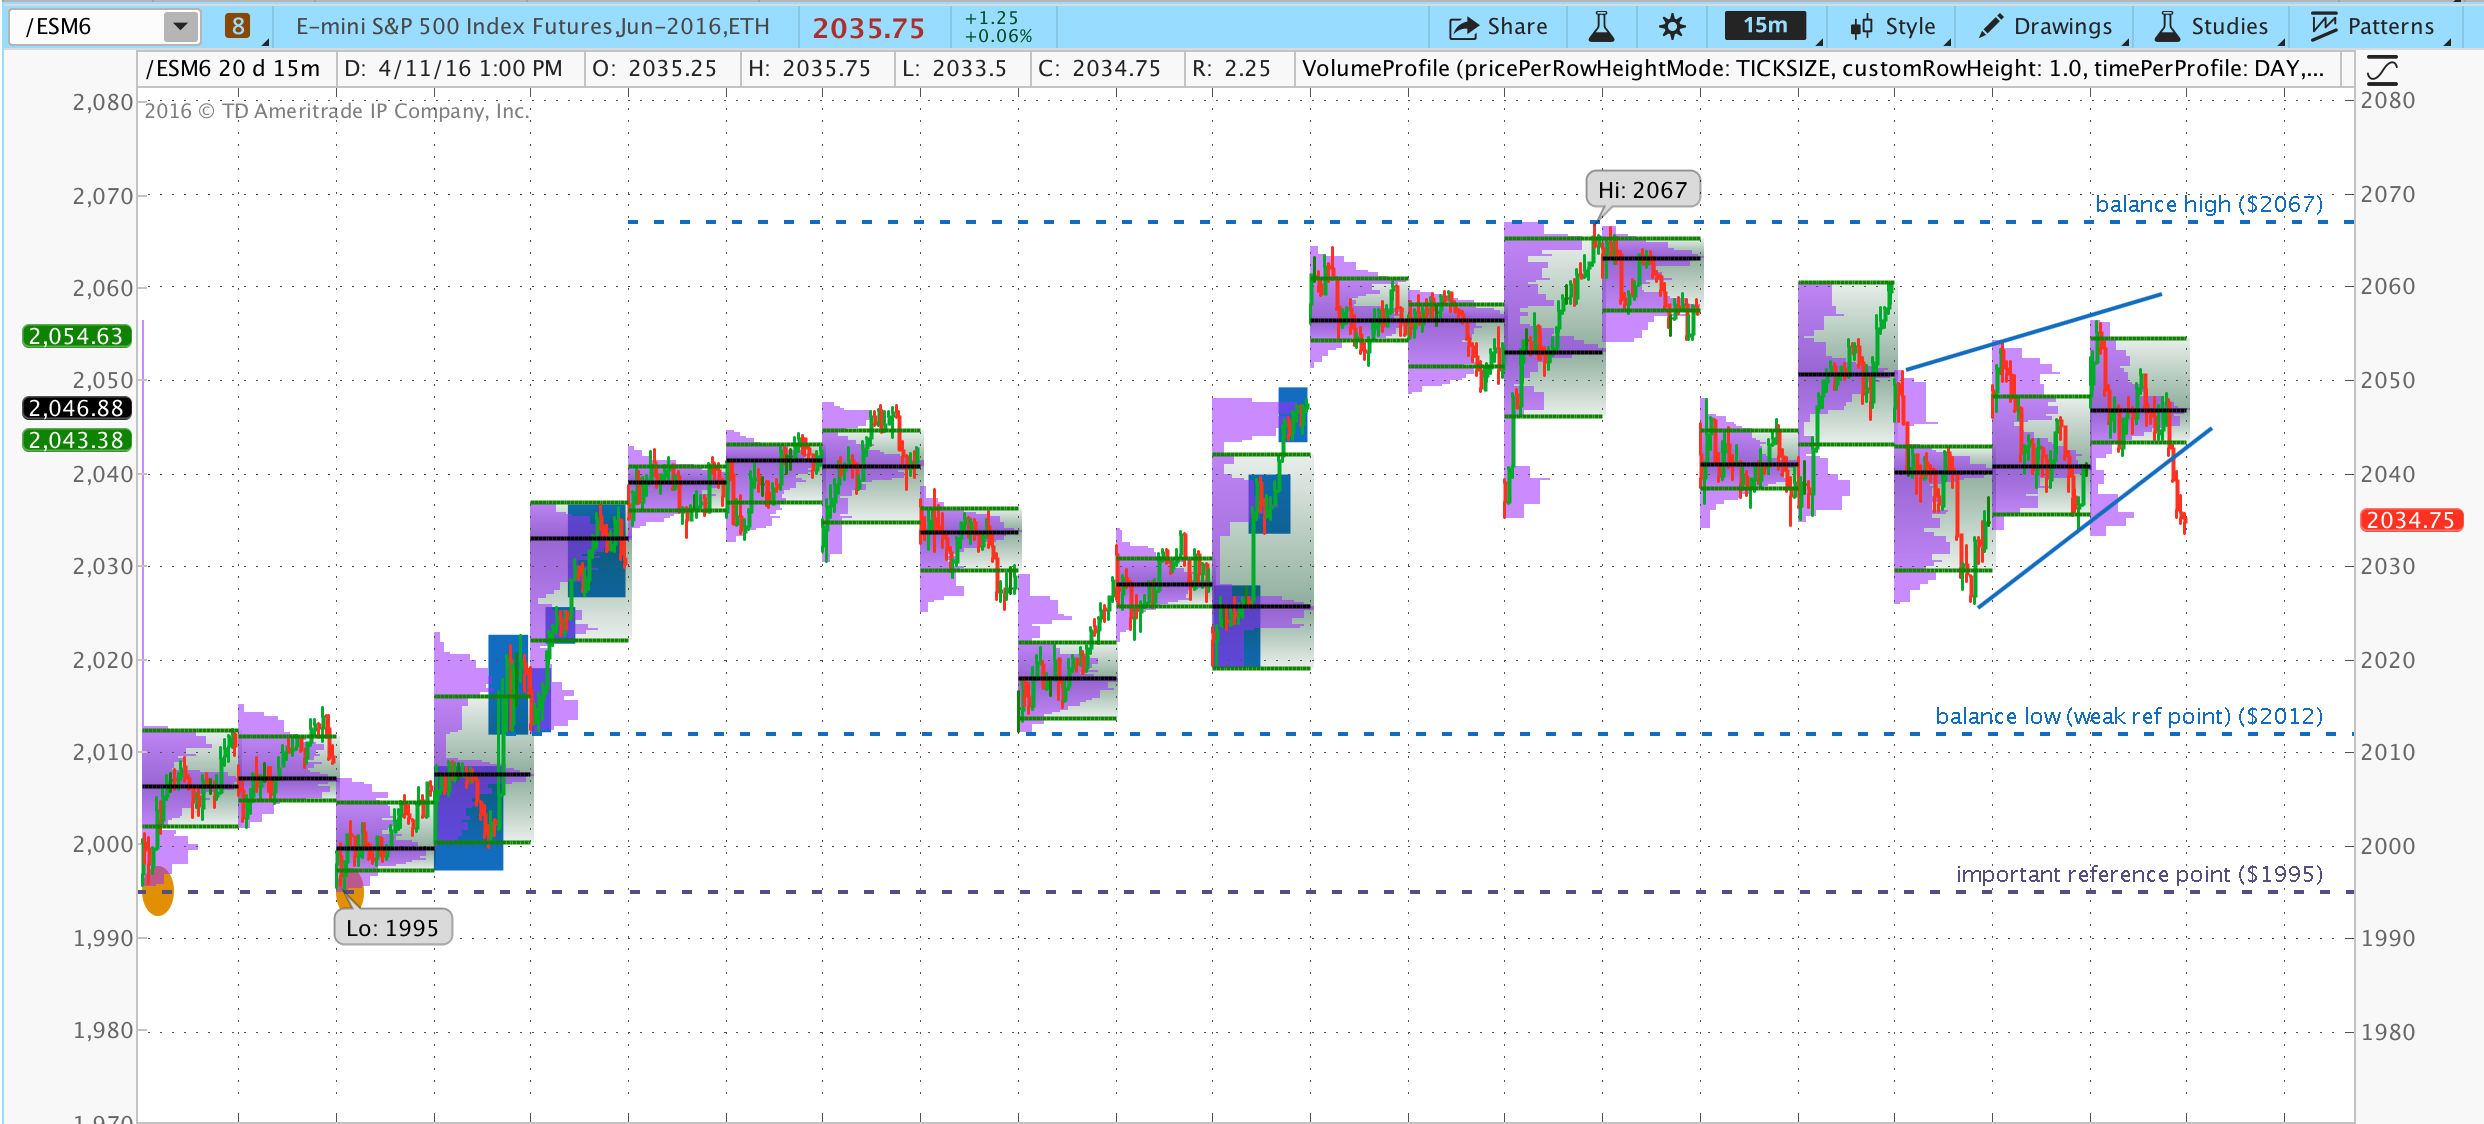 /ESM6 8 E-mini S&P 500 Index Futures,Jun-2016,ETH 2035.75 +1.25 +0.06% Share 15m Style Drawings Studies Patterns
/ESM6 20 d 15m D: 4/11/16 1:00 PM O: 2035.25 H: 2035.75 L: 2033.5 C: 2034.75 R: 2.25 VolumeProfile (pricePerRowHeightMode: TICKSIZE, customRowHeight: 1.0, timePerProfile: DAY,...
2,080 2080
2016 © TD Ameritrade IP Company, Inc.
Hi: 2067
2,070 2070
balance high ($2067)
2,060 2060
2,054.63
2,050 2050
2,046.88
2,043.38
2,040 2040
2034.75
2,030 2030
2,020 2020
balance low (weak ref point) ($2012)
2,010 2010
2,000 2000
important reference point ($1995)
Lo: 1995
1,990 1990
1,980 1980
1,970